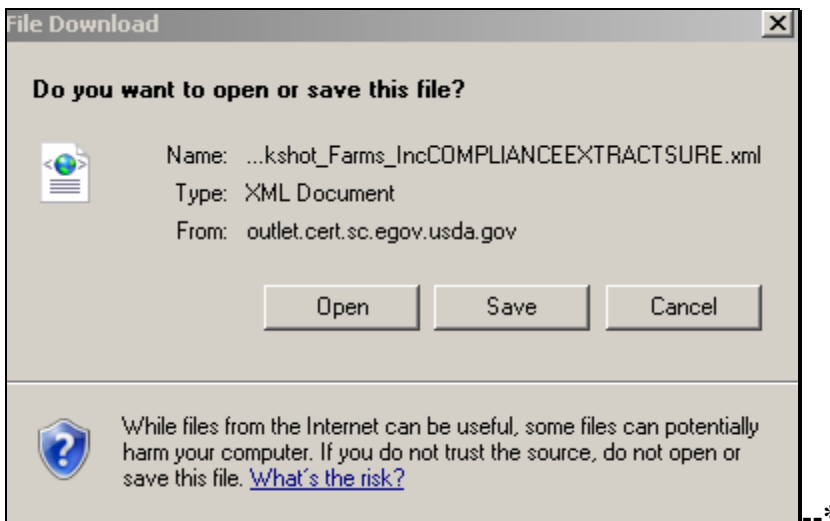 File Download
Do you want to open or save this file?
Name: ...kshot_Farms_IncCOMPLIANCEEXTRACTSURE.xml
Type: XML Document
From: outlet.cert.sc.egov.usda.gov
Open Save Cancel
While files from the Internet can be useful, some files can potentially
harm your computer. If you do not trust the source, do not open or
save this file. What's the risk?
--*